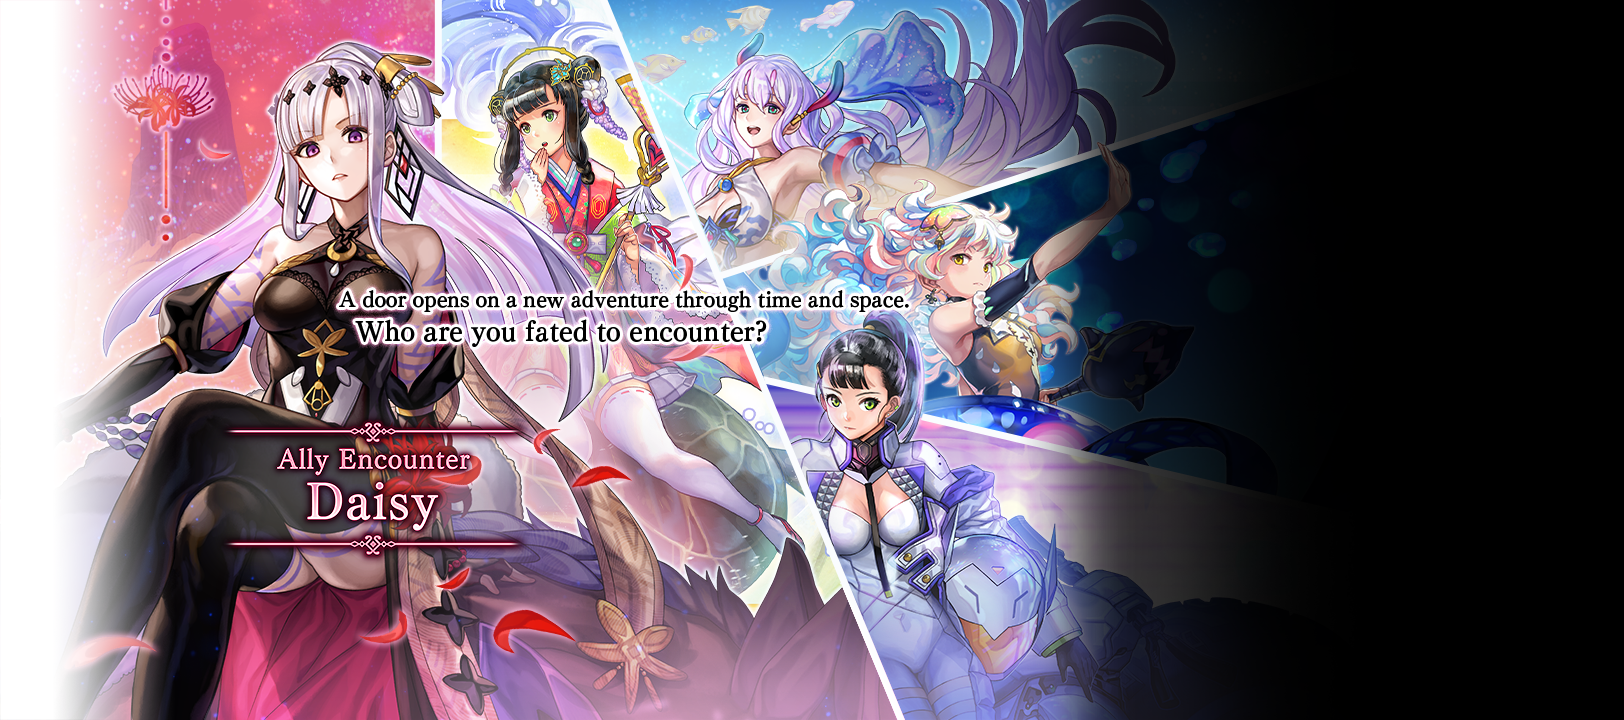 A door opens on a new adventure through time and space.
Who are you fated to encounter?
Ally Encounter
Daisy